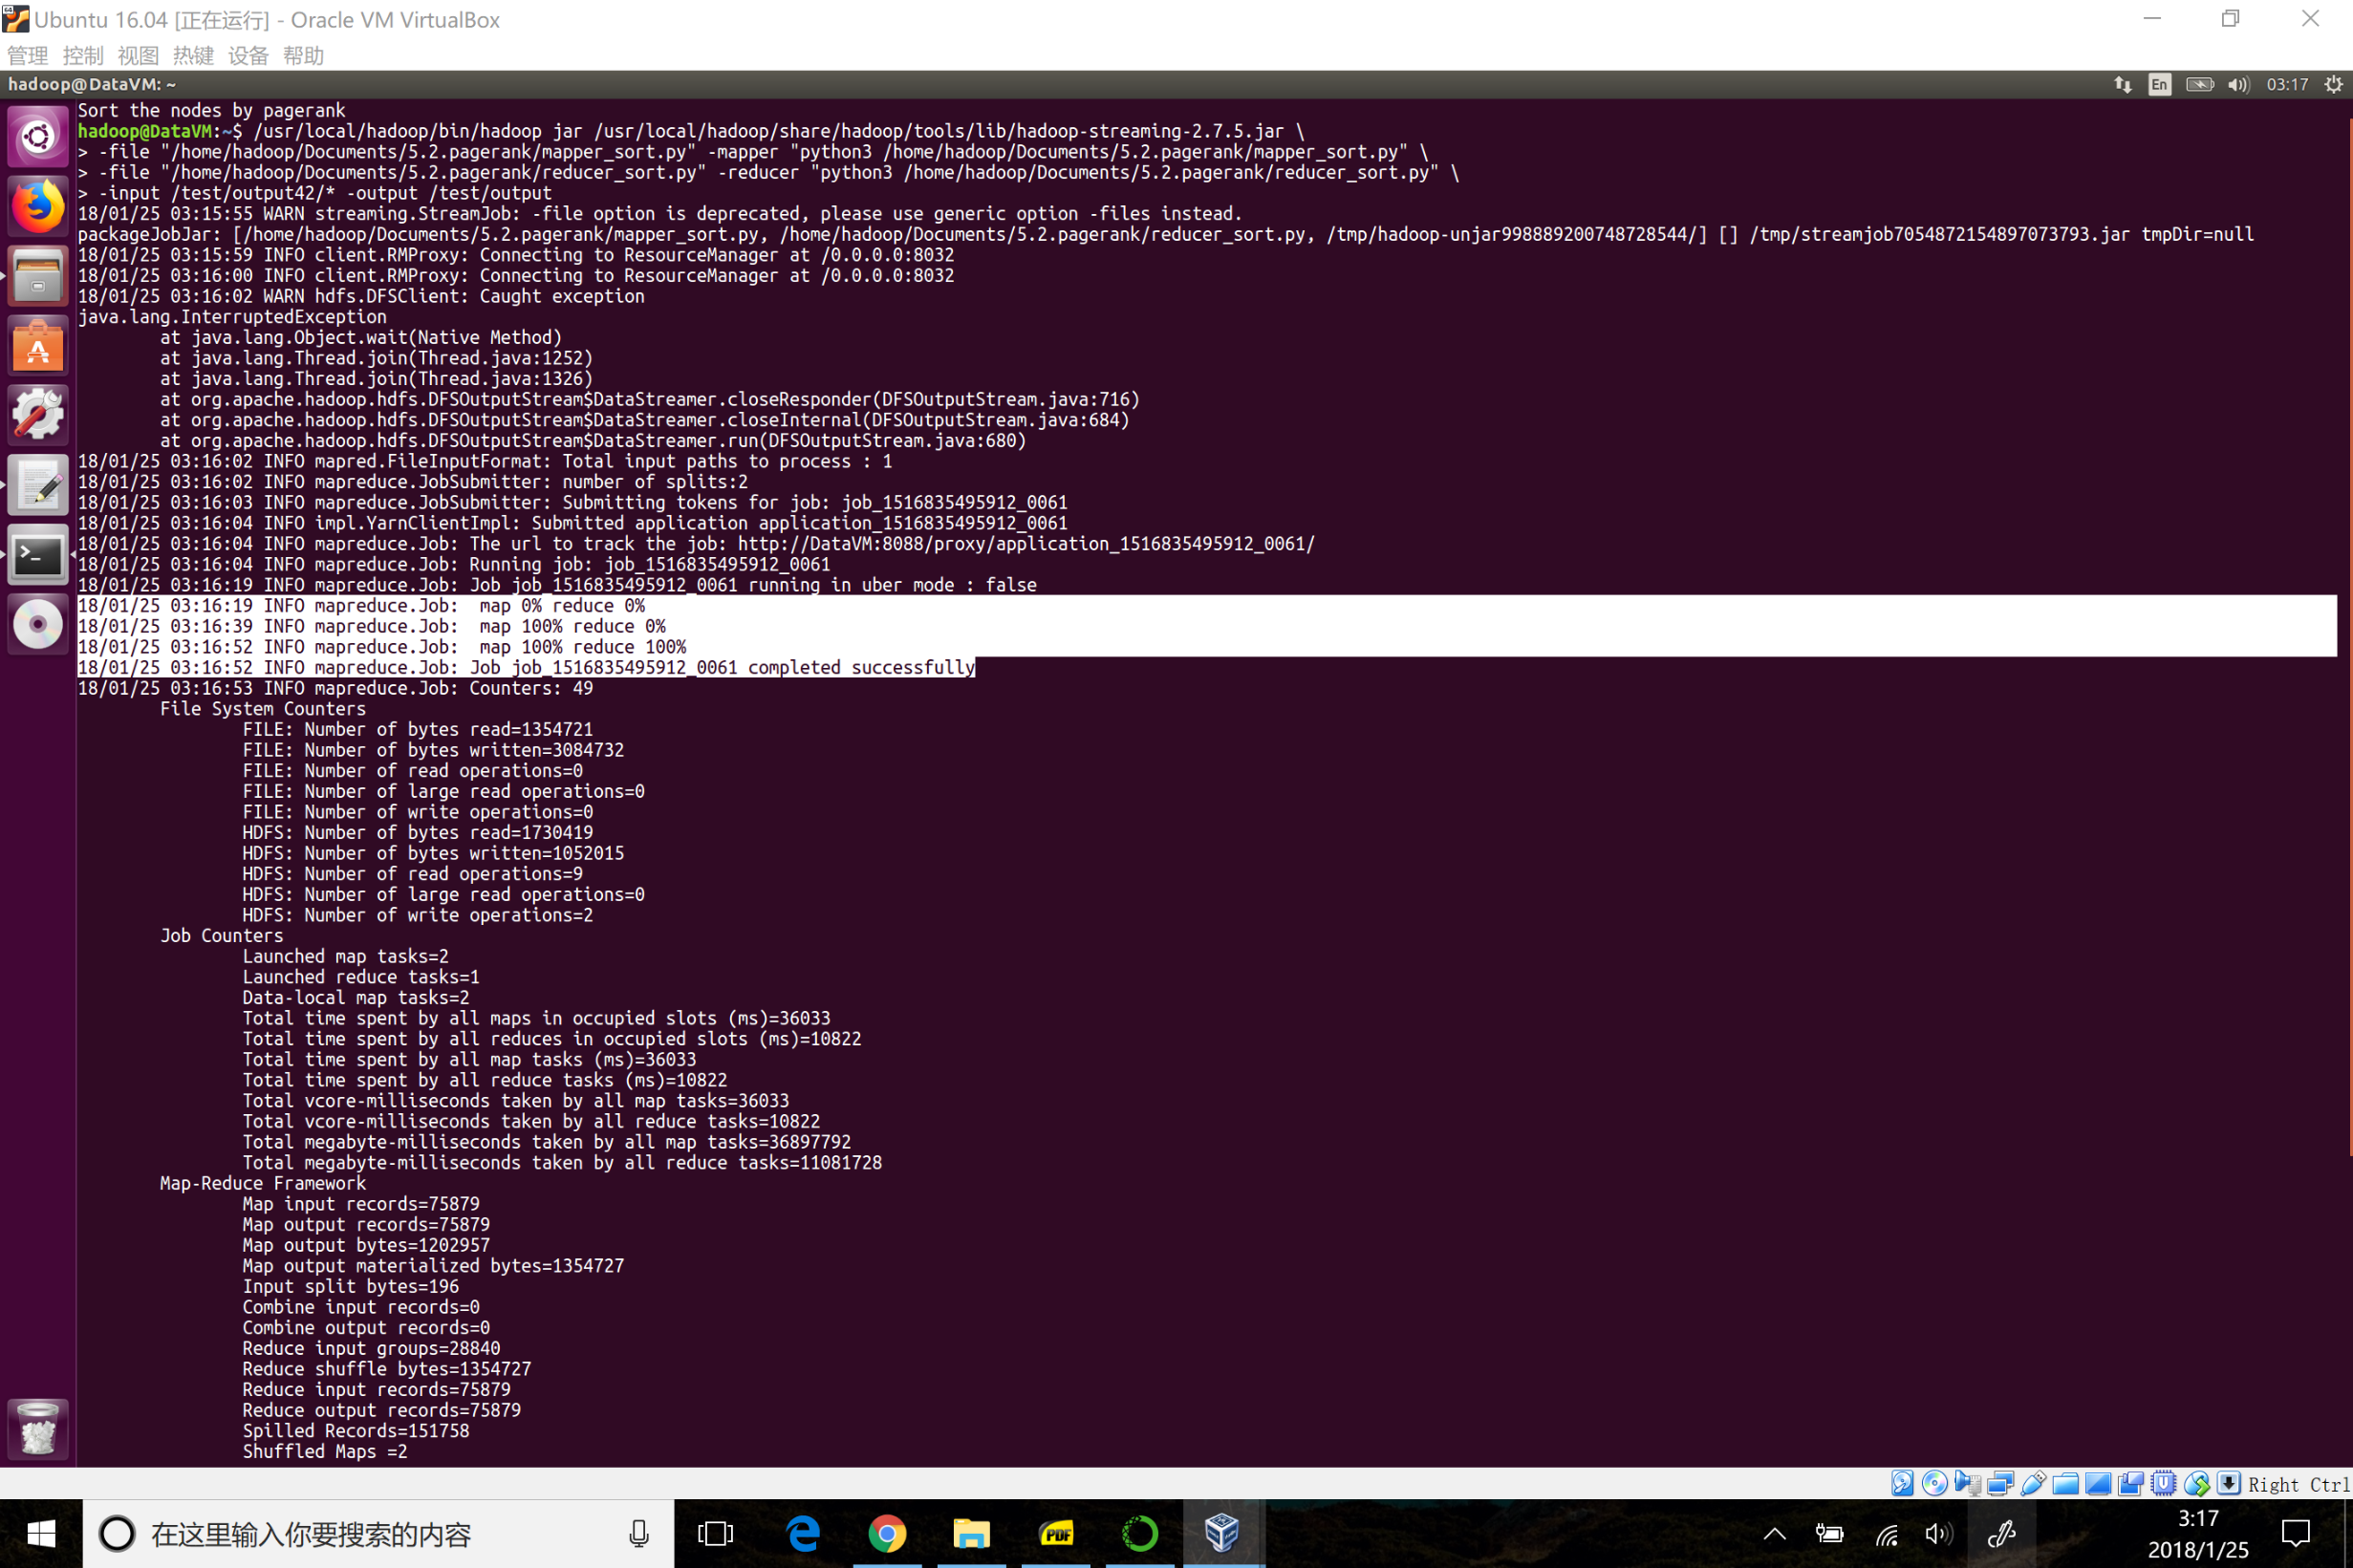 Ubuntu 16.04 [正在运行] - Oracle VM VirtualBox
管理 控制 视图 热键 设备 帮助
hadoop@DataVM: ~ En 03:17
Sort the nodes by pagerank
hadoop@DataVM:~$ /usr/local/hadoop/bin/hadoop jar /usr/local/hadoop/share/hadoop/tools/lib/hadoop-streaming-2.7.5.jar \
> -file "/home/hadoop/Documents/5.2.pagerank/mapper_sort.py" -mapper "python3 /home/hadoop/Documents/5.2.pagerank/mapper_sort.py" \
> -file "/home/hadoop/Documents/5.2.pagerank/reducer_sort.py" -reducer "python3 /home/hadoop/Documents/5.2.pagerank/reducer_sort.py" \
> -input /test/output42/* -output /test/output
18/01/25 03:15:55 WARN streaming.StreamJob: -file option is deprecated, please use generic option -files instead.
packageJobJar: [/home/hadoop/Documents/5.2.pagerank/mapper_sort.py, /home/hadoop/Documents/5.2.pagerank/reducer_sort.py, /tmp/hadoop-unjar998889200748728544/] [] /tmp/streamjob7054872154897073793.jar tmpDir=null
18/01/25 03:15:59 INFO client.RMProxy: Connecting to ResourceManager at /0.0.0.0:8032
18/01/25 03:16:00 INFO client.RMProxy: Connecting to ResourceManager at /0.0.0.0:8032
18/01/25 03:16:02 WARN hdfs.DFSClient: Caught exception
java.lang.InterruptedException
at java.lang.Object.wait(Native Method)
at java.lang.Thread.join(Thread.java:1252)
at java.lang.Thread.join(Thread.java:1326)
at org.apache.hadoop.hdfs.DFSOutputStream$DataStreamer.closeResponder(DFSOutputStream.java:716)
at org.apache.hadoop.hdfs.DFSOutputStream$DataStreamer.closeInternal(DFSOutputStream.java:684)
at org.apache.hadoop.hdfs.DFSOutputStream$DataStreamer.run(DFSOutputStream.java:680)
18/01/25 03:16:02 INFO mapred.FileInputFormat: Total input paths to process : 1
18/01/25 03:16:02 INFO mapreduce.JobSubmitter: number of splits:2
18/01/25 03:16:03 INFO mapreduce.JobSubmitter: Submitting tokens for job: job_1516835495912_0061
18/01/25 03:16:04 INFO impl.YarnClientImpl: Submitted application application_1516835495912_0061
18/01/25 03:16:04 INFO mapreduce.Job: The url to track the job: http://DataVM:8088/proxy/application_1516835495912_0061/
18/01/25 03:16:04 INFO mapreduce.Job: Running job: job_1516835495912_0061
18/01/25 03:16:19 INFO mapreduce.Job: Job job_1516835495912_0061 running in uber mode : false
18/01/25 03:16:19 INFO mapreduce.Job:  map 0% reduce 0%
18/01/25 03:16:39 INFO mapreduce.Job:  map 100% reduce 0%
18/01/25 03:16:52 INFO mapreduce.Job:  map 100% reduce 100%
18/01/25 03:16:52 INFO mapreduce.Job: Job job_1516835495912_0061 completed successfully
18/01/25 03:16:53 INFO mapreduce.Job: Counters: 49
File System Counters
FILE: Number of bytes read=1354721
FILE: Number of bytes written=3084732
FILE: Number of read operations=0
FILE: Number of large read operations=0
FILE: Number of write operations=0
HDFS: Number of bytes read=1730419
HDFS: Number of bytes written=1052015
HDFS: Number of read operations=9
HDFS: Number of large read operations=0
HDFS: Number of write operations=2
Job Counters
Launched map tasks=2
Launched reduce tasks=1
Data-local map tasks=2
Total time spent by all maps in occupied slots (ms)=36033
Total time spent by all reduces in occupied slots (ms)=10822
Total time spent by all map tasks (ms)=36033
Total time spent by all reduce tasks (ms)=10822
Total vcore-milliseconds taken by all map tasks=36033
Total vcore-milliseconds taken by all reduce tasks=10822
Total megabyte-milliseconds taken by all map tasks=36897792
Total megabyte-milliseconds taken by all reduce tasks=11081728
Map-Reduce Framework
Map input records=75879
Map output records=75879
Map output bytes=1202957
Map output materialized bytes=1354727
Input split bytes=196
Combine input records=0
Combine output records=0
Reduce input groups=28840
Reduce shuffle bytes=1354727
Reduce input records=75879
Reduce output records=75879
Spilled Records=151758
Shuffled Maps =2
Right Ctrl
在这里输入你要搜索的内容
PDF
3:17
2018/1/25